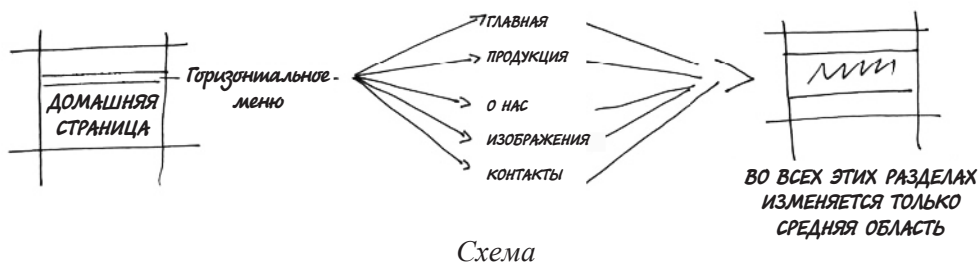 ДОМАШНЯЯ
СТРАНИЦА
Горизонтальное
меню
ГЛАВНАЯ
ПРОДУКЦИЯ
О НАС
ИЗОБРАЖЕНИЯ
КОНТАКТЫ
ВО ВСЕХ ЭТИХ РАЗДЕЛАХ
ИЗМЕНЯЕТСЯ ТОЛЬКО
СРЕДНЯЯ ОБЛАСТЬ
Схема